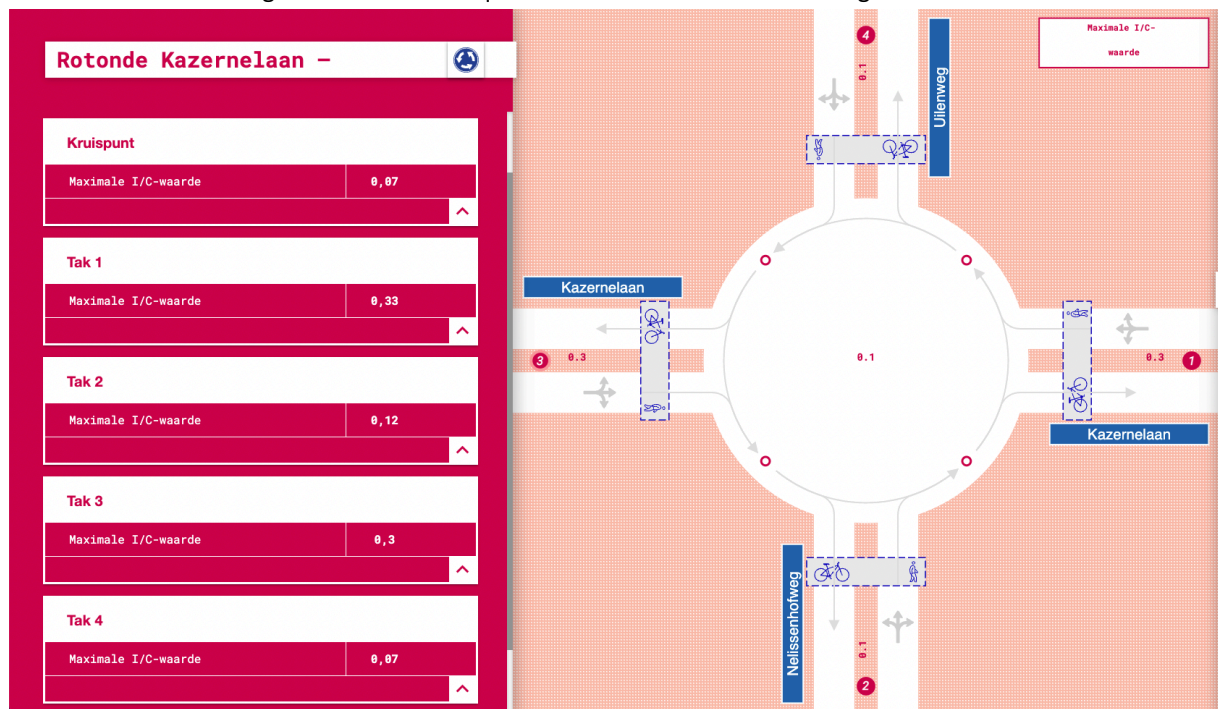 Rotonde Kazernelaan –
Kruispunt
Maximale I/C-waarde 0,07
Tak 1
Maximale I/C-waarde 0,33
Tak 2
Maximale I/C-waarde 0,12
Tak 3
Maximale I/C-waarde 0,3
Tak 4
Maximale I/C-waarde 0,07
Maximale I/C-
waarde
4
0.1
Uilenweg
Kazernelaan
3
0.3
0.1
0.3
1
Kazernelaan
Nelissenhofweg
0.1
2